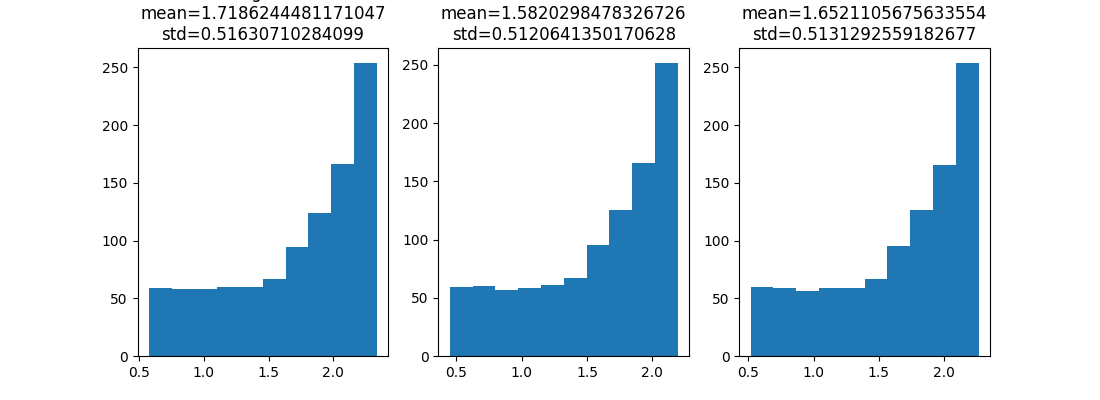 mean=1.7186244481171047
std=0.51630710284099
mean=1.5820298478326726
std=0.5120641350170628
mean=1.6521105675633554
std=0.5131292559182677
250
200
150
100
50
0
0.5 1.0 1.5 2.0
250
200
150
100
50
0
0.5 1.0 1.5 2.0
250
200
150
100
50
0
0.5 1.0 1.5 2.0